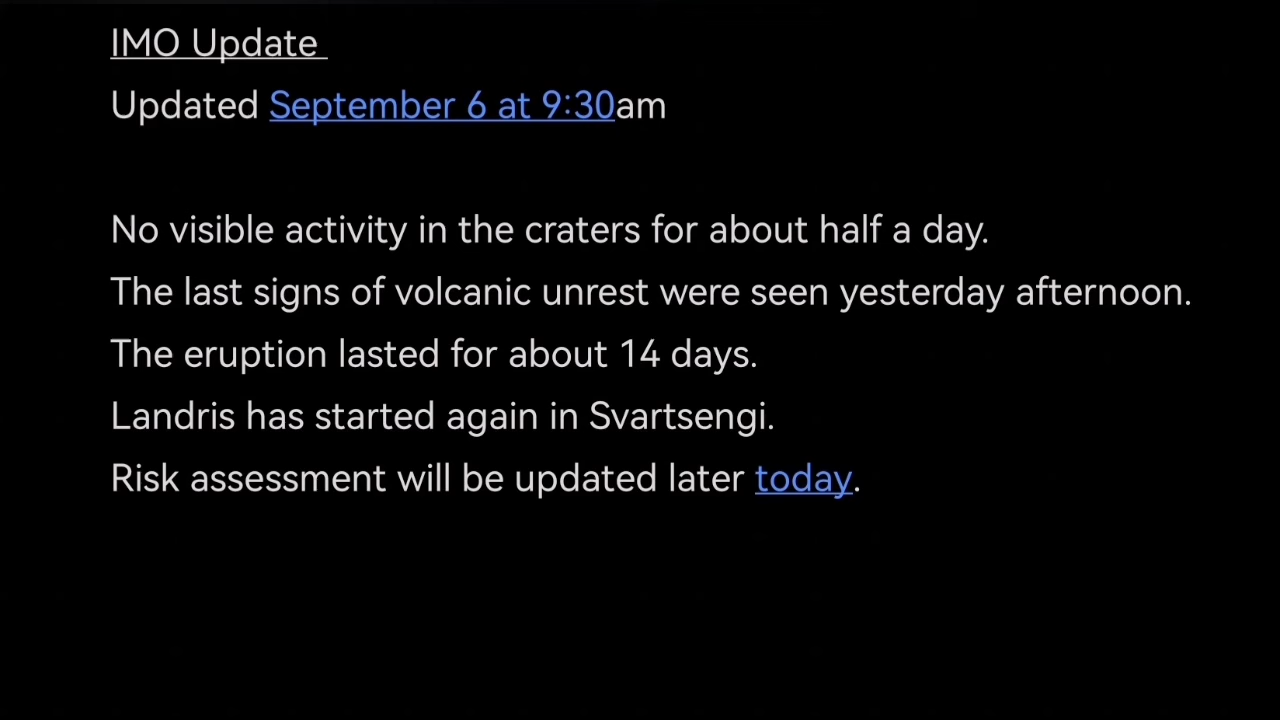 IMO Update
Updated September 6 at 9:30am
No visible activity in the craters for about half a day.
The last signs of volcanic unrest were seen yesterday afternoon.
The eruption lasted for about 14 days.
Landris has started again in Svartsengi.
Risk assessment will be updated later today.